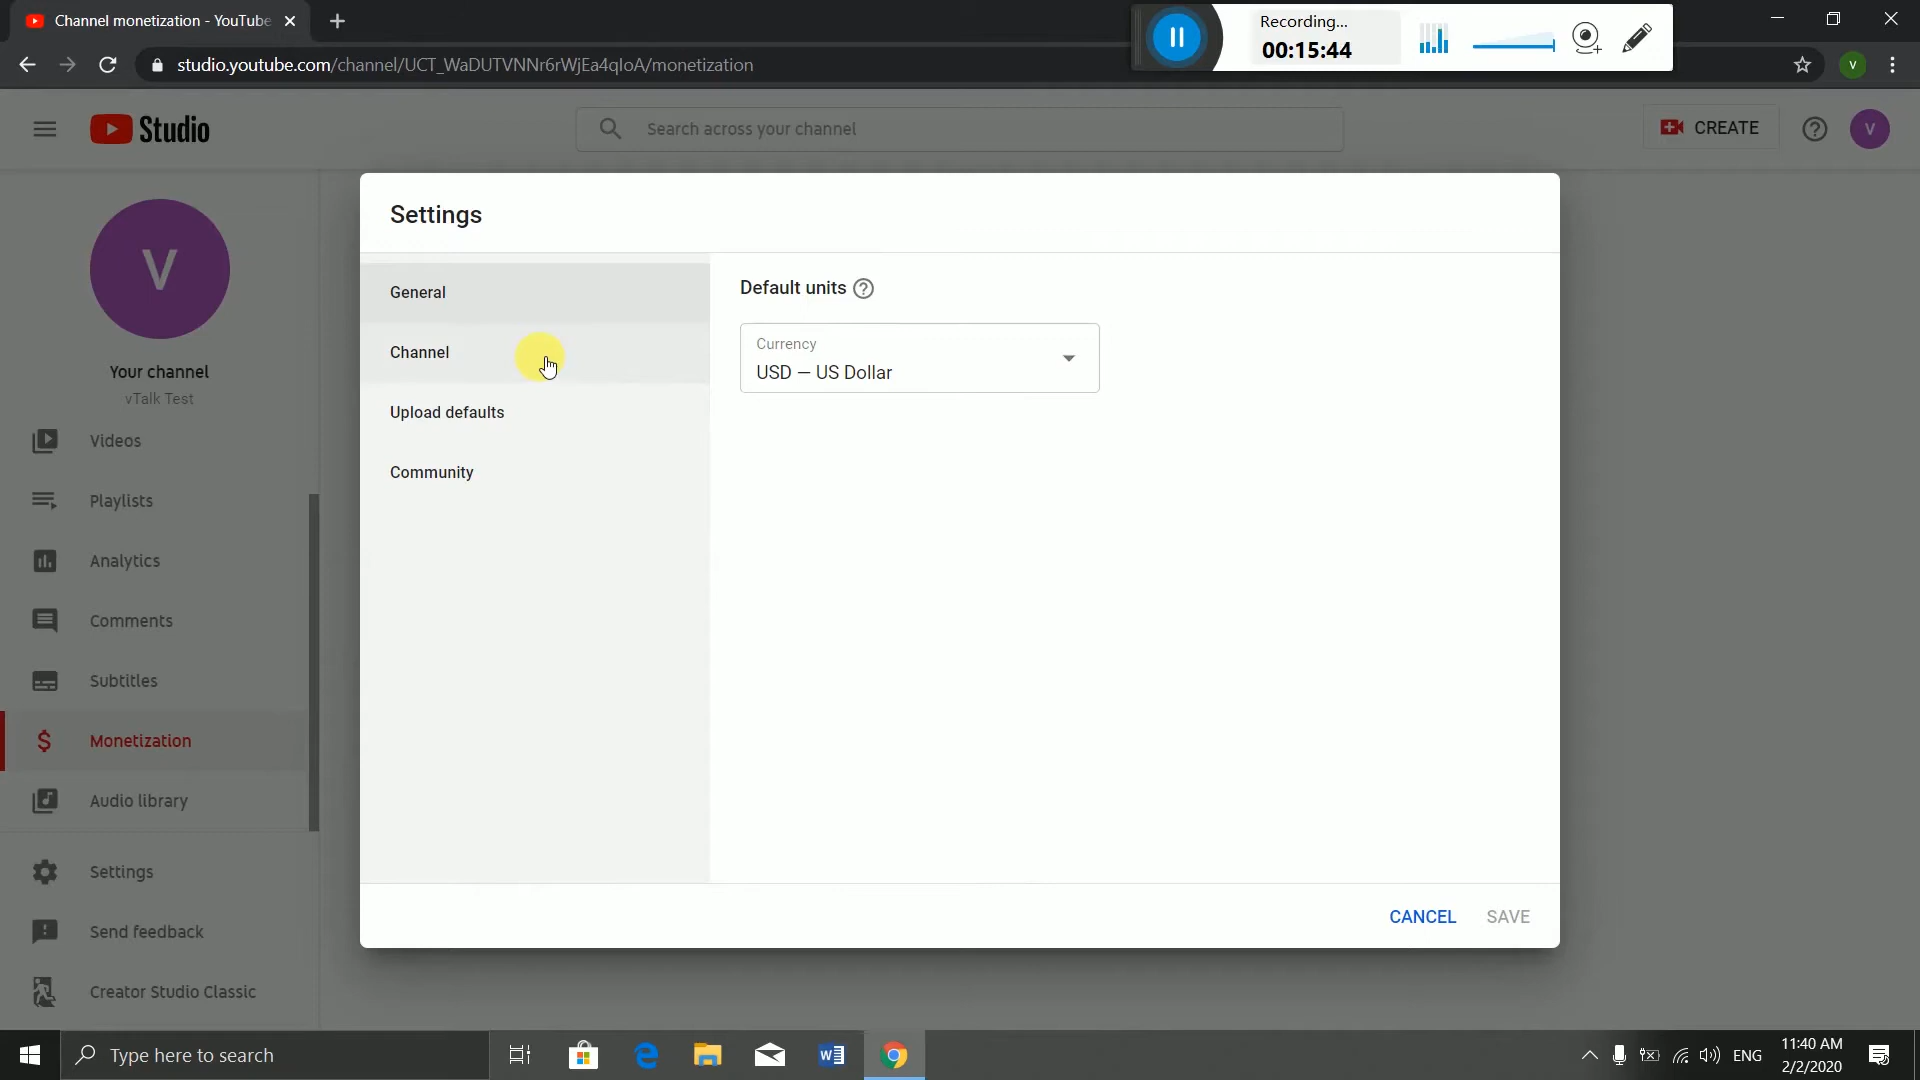 Channel monetization - YouTube
Recording...
00:15:44
studio.youtube.com/channel/UCT_WaDUTVNNr6rWjEa4qloA/monetization
V
Studio
Search across your channel
CREATE
V
V
Your channel
vTalk Test
Videos
Playlists
Analytics
Comments
Subtitles
Monetization
Audio library
Settings
Send feedback
Creator Studio Classic
Settings
General
Channel
Upload defaults
Community
Default units
Currency
USD — US Dollar
CANCEL
SAVE
Type here to search
ENG
11:40 AM
2/2/2020